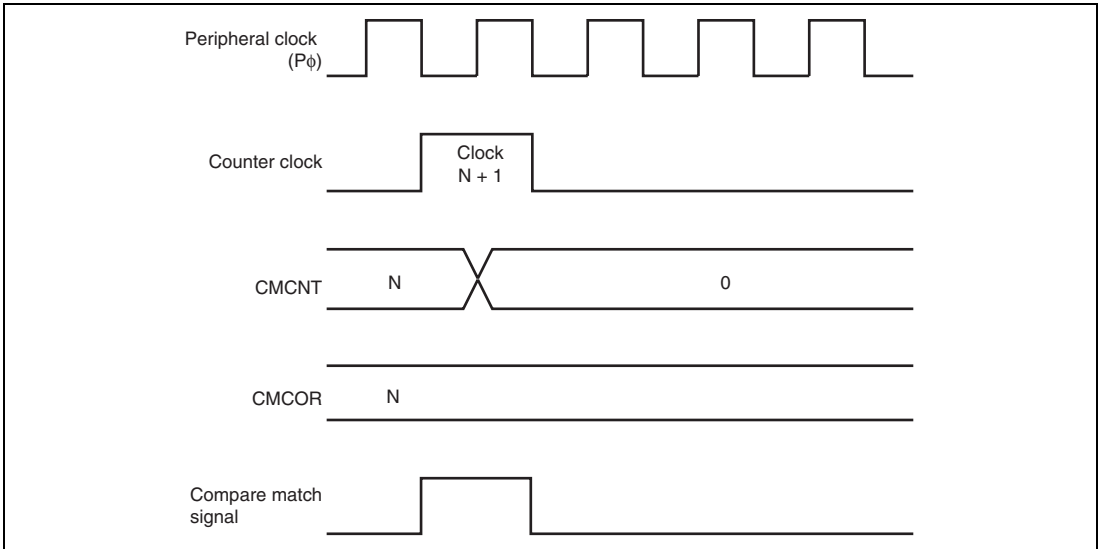 Peripheral clock
(Pϕ)
Counter clock
Clock
N + 1
CMCNT
N
0
CMCOR
N
Compare match
signal